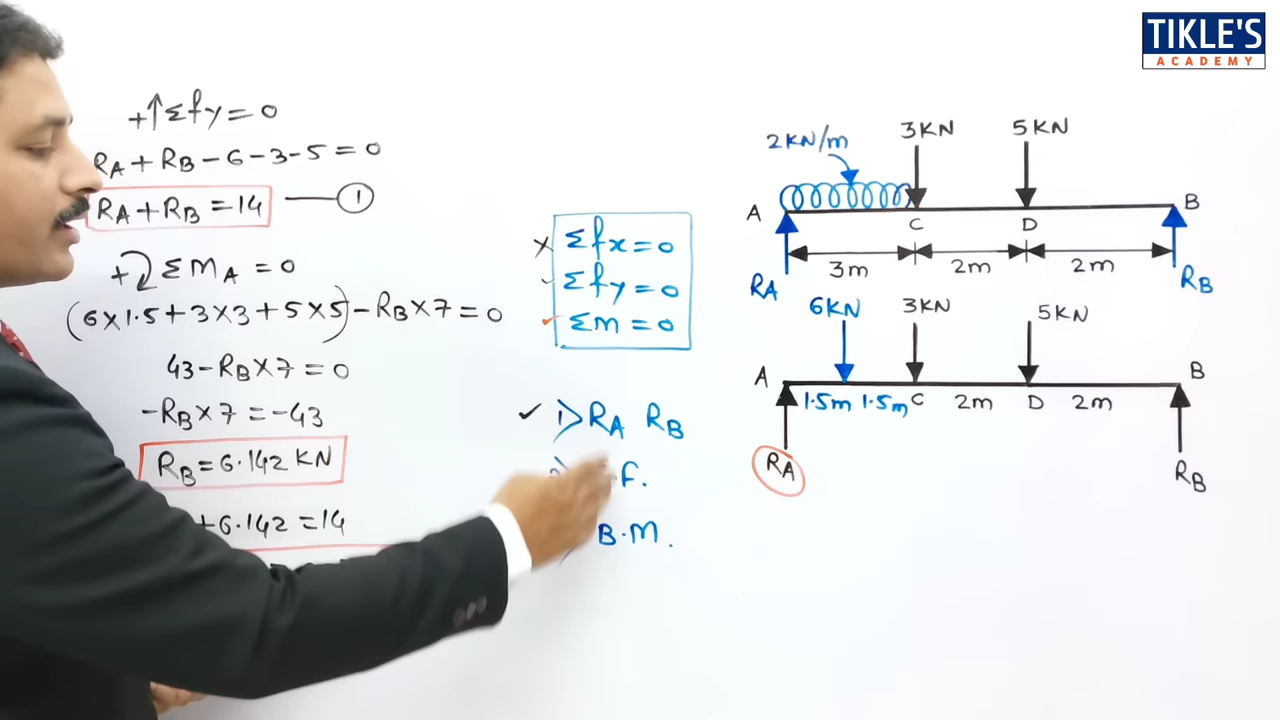 TIKLE'S
ACADEMY
+↑Σfy=0
RA+RB-6-3-5=0
RA+RB=14 ——①
+⤵ΣMA=0
(6×1.5+3×3+5×5)-RB×7=0
43-RB×7=0
-RB×7=-43
RB=6.142 KN
+6.142=14
× Σfx=0
Σfy=0
Σm=0
✓ 1) RA RB
F.
B.M.
2KN/m
3KN
5KN
A
C
D
B
3m
2m
2m
RA
RB
6KN
3KN
5KN
A
1.5m
1.5m
C
2m
D
2m
B
RA
RB